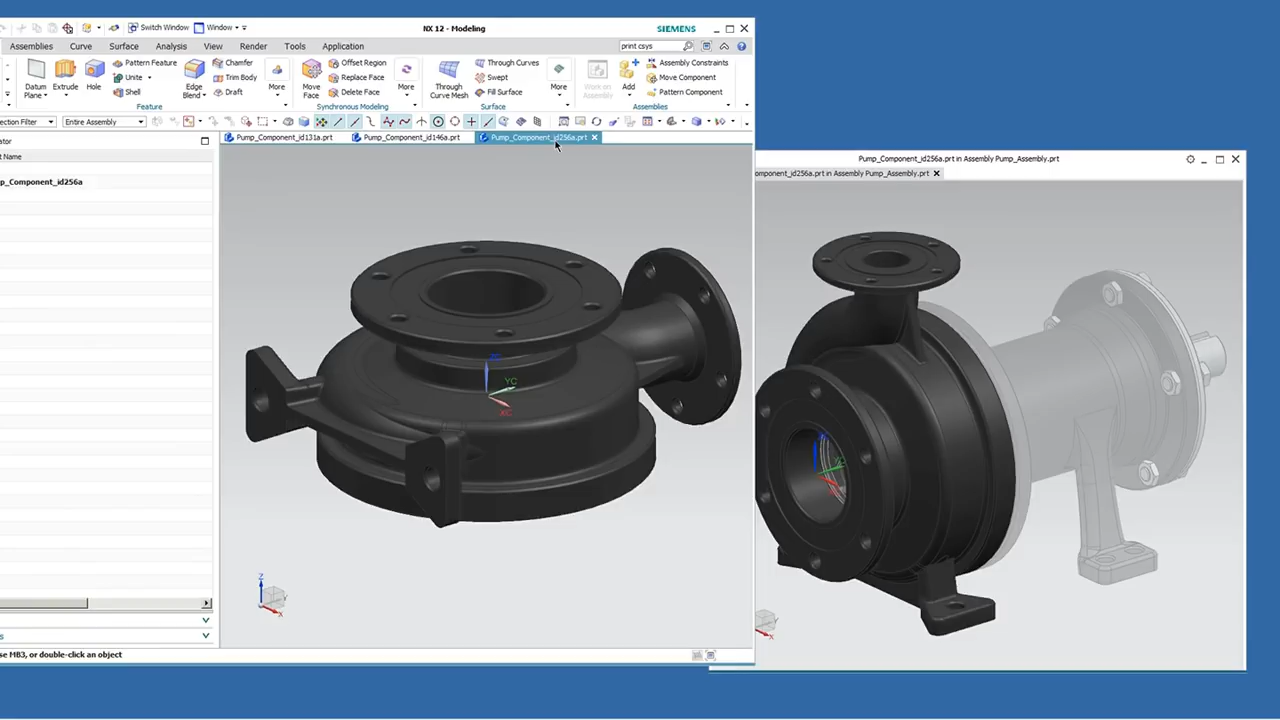 Switch Window Window NX 12 - Modeling SIEMENS
Assemblies Curve Surface Analysis View Render Tools Application print csys
Datum Plane Extrude Hole Pattern Feature Unite Shell Edge Blend Chamfer Trim Body Draft More Move Face Offset Region Replace Face Delete Face More Through Curve Mesh Through Curves Swept Fill Surface More Work on Assembly Add Assembly Constraints Move Component Pattern Component
Feature Synchronous Modeling Surface Assemblies
ection Filter Entire Assembly
ator
Pump_Component_id131a.prt Pump_Component_id146a.prt Pump_Component_id256a.prt
t Name
p_Component_id256a
Pump_Component_id256a.prt in Assembly Pump_Assembly.prt
omponent_id256a.prt in Assembly Pump_Assembly.prt
ZC
YC
XC
Z
X
s
se MB3, or double-click an object